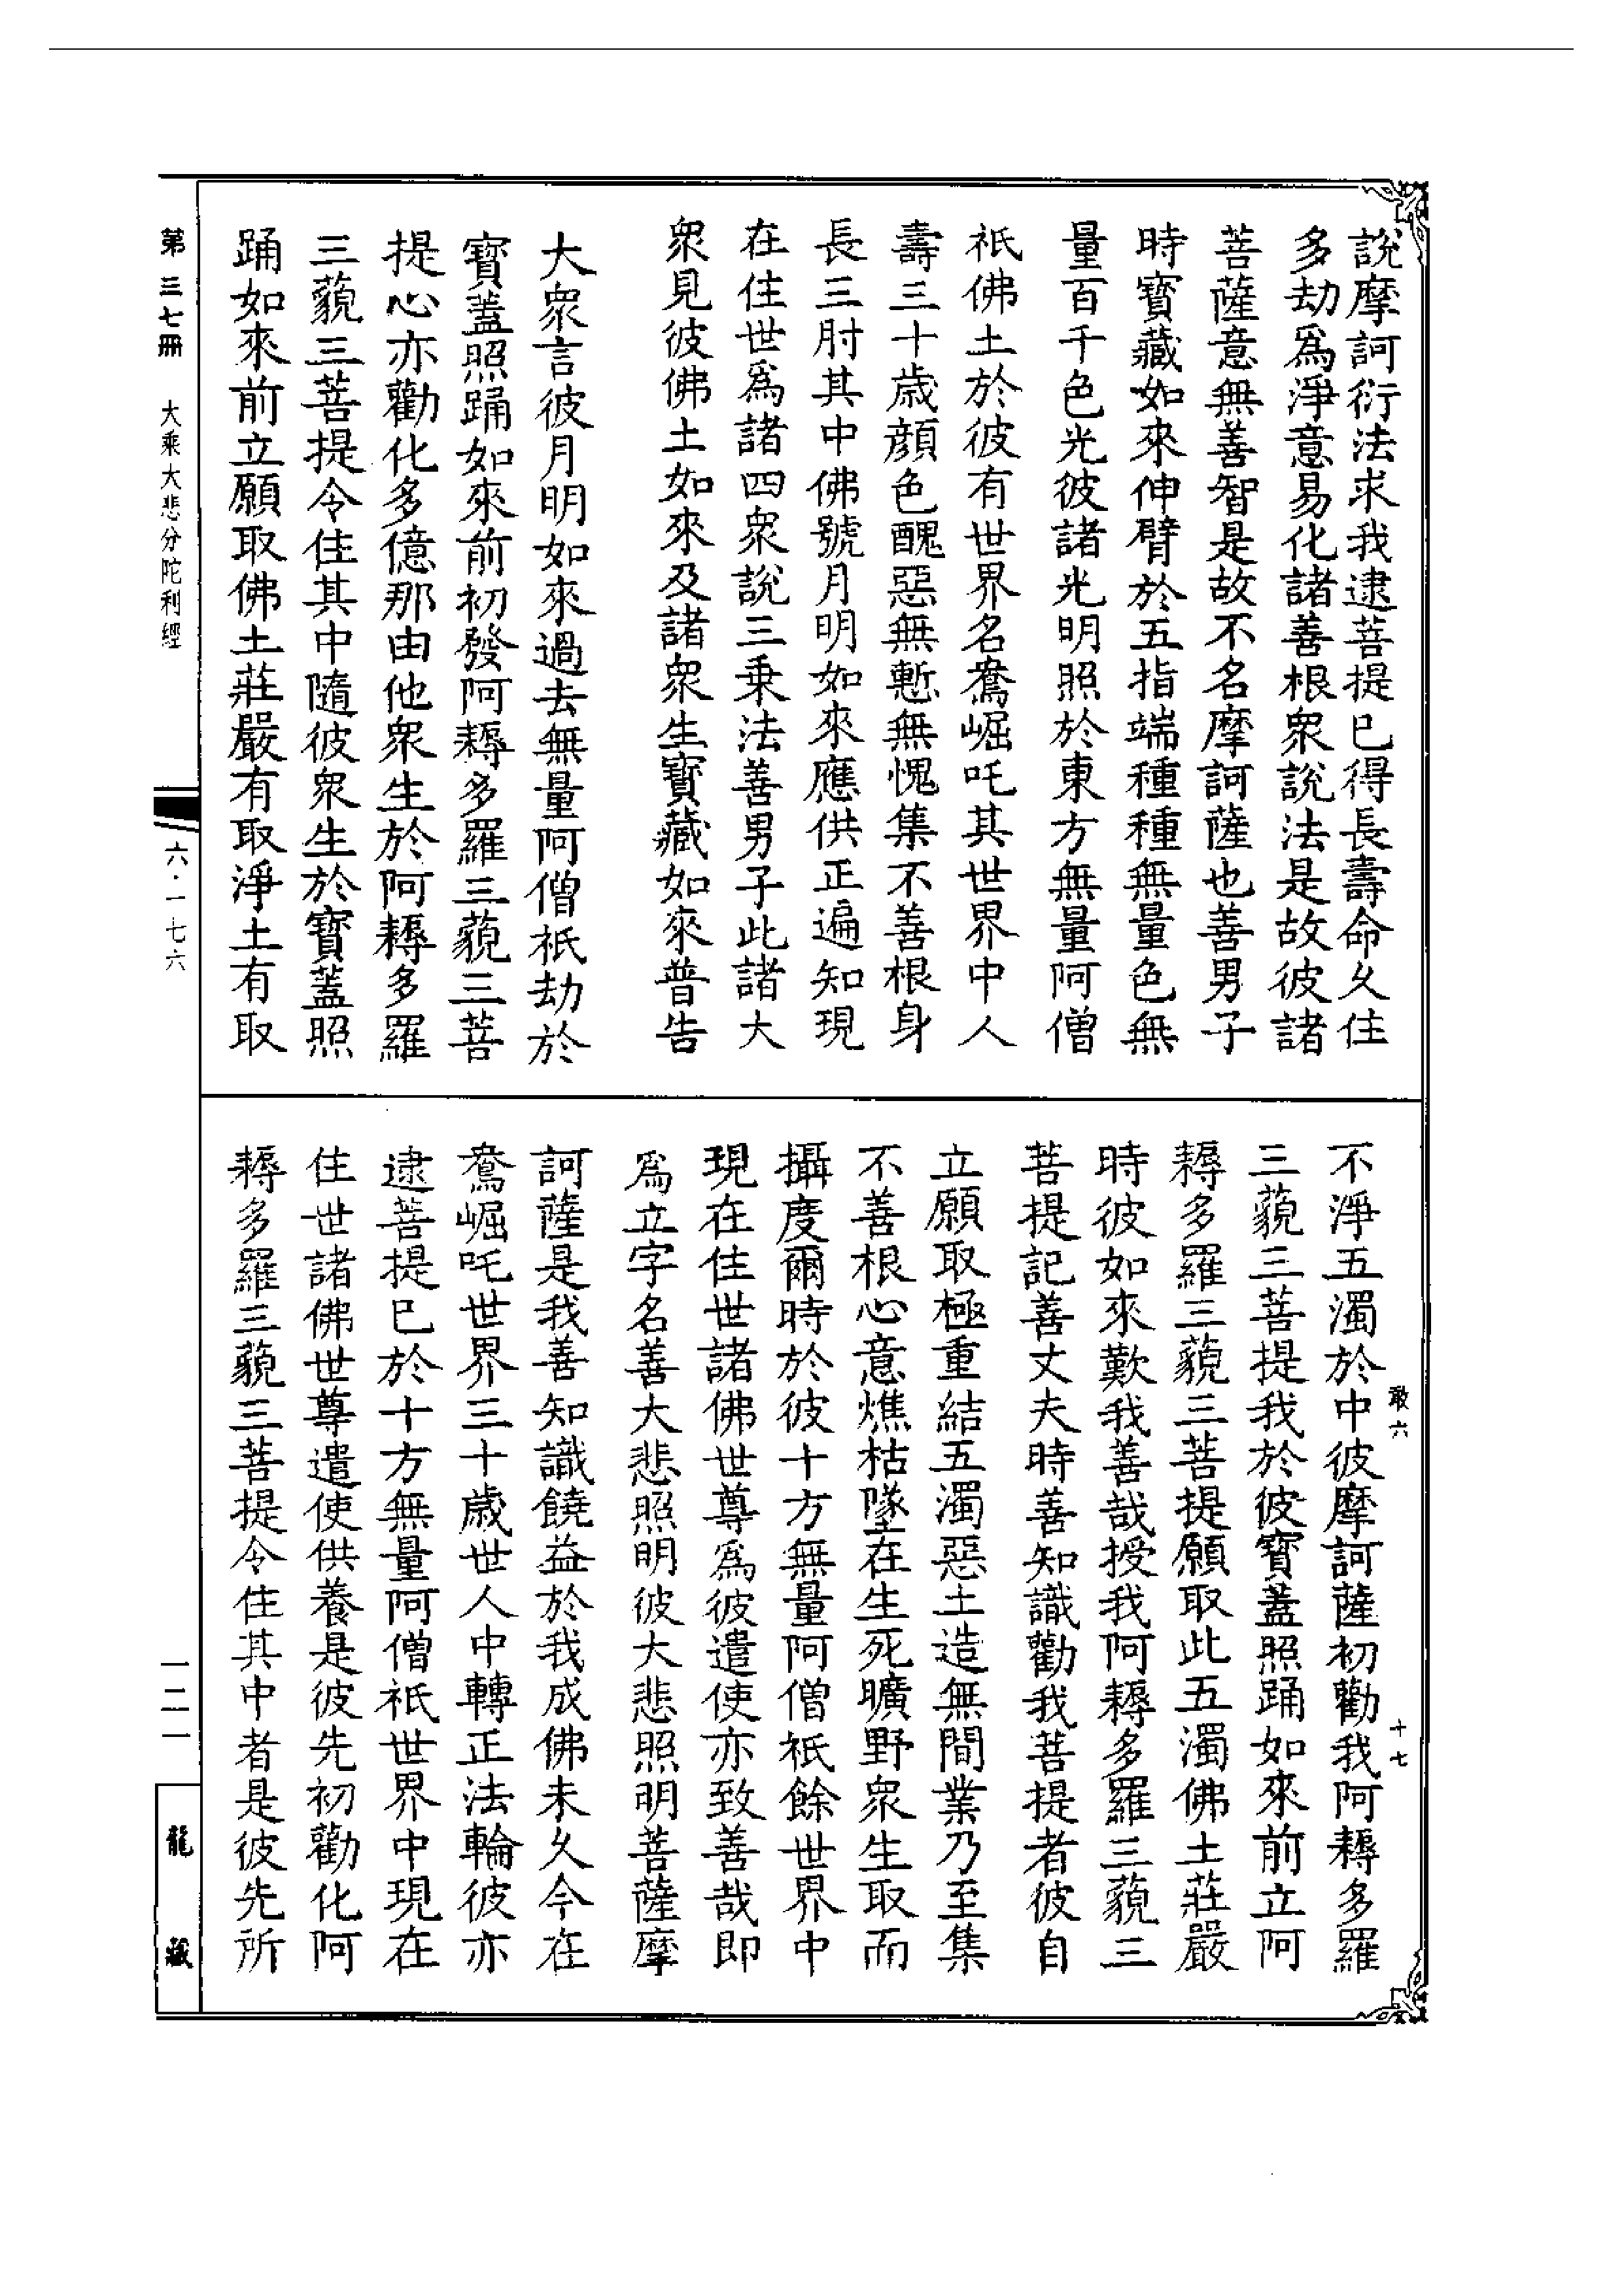 說摩訶衍法求我逮菩提已得長壽命久住
多劫為淨意易化諸善根眾說法是故彼諸
菩薩意無善智是故不名摩訶薩也善男子
時寶藏如來伸臂於五指端種種無量色無
量百千色光彼諸光明照於東方無量阿僧
祇佛土於彼有世界名鴦崛吒其世界中人
壽三十歲顏色醜惡無慙無愧集不善根身
長三肘其中佛號月明如來應供正遍知現
在住世為諸四眾說三乗法善男子此諸大
眾見彼佛土如來及諸眾生寶藏如來普告
大眾言彼月明如來過去無量阿僧祇劫於
寶蓋照踊如來前初發阿耨多羅三藐三菩
提心亦勸化多億那由他眾生於阿耨多羅
三藐三菩提令住其中隨彼眾生於寶蓋照
踊如來前立願取佛土莊嚴有取淨土有取
不淨五濁於中彼摩訶薩初勸我阿耨多羅
三藐三菩提我於彼寶蓋照踊如來前立阿
耨多羅三藐三菩提願取此五濁佛土莊嚴
時彼如來歎我善哉授我阿耨多羅三藐三
菩提記善丈夫時善知識勸我菩提者彼自
立願取極重結五濁惡土造無間業乃至集
不善根心意燋枯墜在生死曠野眾生取而
攝度爾時於彼十方無量阿僧祇餘世界中
現在住世諸佛世尊為彼遣使亦致善哉即
為立字名善大悲照明彼大悲照明菩薩摩
訶薩是我善知識饒益於我成佛未久今在
鴦崛吒世界三十歲世人中轉正法輪彼亦
逮菩提已於十方無量阿僧祇世界中現在
住世諸佛世尊遣使供養是彼先初勸化阿
耨多羅三藐三菩提令住其中者是彼先所
敢六
十七
第三七冊
大乘大悲分陀利經
六·一七六
一二一
龍藏